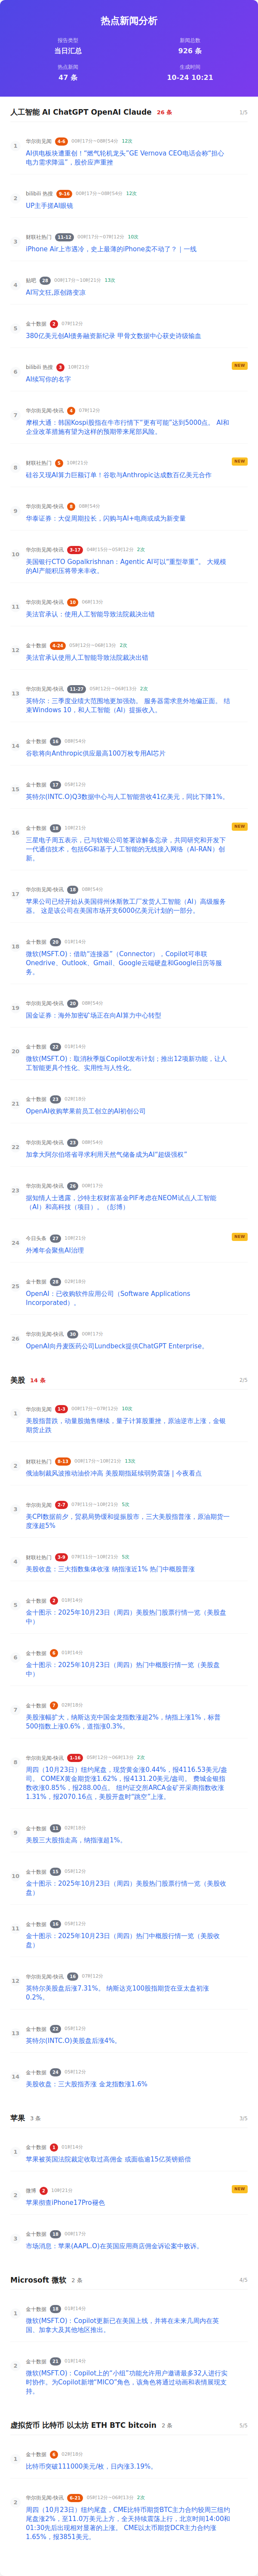 热点新闻分析
报告类型
新闻总数
当日汇总
926 条
热点新闻
生成时间
47 条
10-24 10:21
人工智能 AI ChatGPT OpenAI Claude 26 条 1/5
1
华尔街见闻 4-6 00时17分~08时54分 12次
AI供电板块遭重创！“燃气轮机龙头”GE Vernova CEO电话会称“担心
电力需求降温”，股价应声重挫
2
bilibili 热搜 9-16 00时17分~08时54分 12次
UP主手搓AI眼镜
3
财联社热门 11-12 00时17分~07时12分 10次
iPhone Air上市遇冷，史上最薄的iPhone卖不动了？｜一线
4
贴吧 28 00时17分~10时11分 13次
AI写文狂,原创路变凉
5
金十数据 2 07时12分
380亿美元创AI债务融资新纪录 甲骨文数据中心获史诗级输血
6
bilibili 热搜 3 10时21分 NEW
AI续写你的名字
7
华尔街见闻-快讯 4 07时12分
摩根大通：韩国Kospi股指在牛市行情下“更有可能”达到5000点。 AI和
企业改革措施有望为这样的预期带来尾部风险。
8
财联社热门 5 10时21分 NEW
硅谷又现AI算力巨额订单！谷歌与Anthropic达成数百亿美元合作
9
华尔街见闻-快讯 8 08时54分
华泰证券：大促周期拉长，闪购与AI+电商或成为新变量
10
华尔街见闻-快讯 3-17 04时15分~05时12分 2次
美国银行CTO Gopalkrishnan：Agentic AI可以“重型举重”。 大规模
的AI产能积压将带来丰收。
11
华尔街见闻-快讯 10 06时13分
美法官承认：使用人工智能导致法院裁决出错
12
金十数据 4-24 05时12分~06时13分 2次
美法官承认使用人工智能导致法院裁决出错
13
华尔街见闻-快讯 11-27 05时12分~06时13分 2次
英特尔：三季度业绩大范围地更加强劲。 服务器需求意外地偏正面。 结
束Windows 10，和人工智能（AI）提振收入。
14
金十数据 16 08时54分
谷歌将向Anthropic供应最高100万枚专用AI芯片
15
金十数据 17 05时12分
英特尔(INTC.O)Q3数据中心与人工智能营收41亿美元，同比下降1%。
16
金十数据 18 10时21分 NEW
三星电子周五表示，已与软银公司签署谅解备忘录，共同研究和开发下
一代通信技术，包括6G和基于人工智能的无线接入网络（AI-RAN）创
新。
17
华尔街见闻-快讯 19 08时54分
苹果公司已经开始从美国得州休斯敦工厂发货人工智能（AI）高级服务
器。 这是该公司在美国市场开支6000亿美元计划的一部分。
18
金十数据 20 01时14分
微软(MSFT.O)：借助“连接器”（Connector），Copilot可串联
Onedrive、Outlook、Gmail、Google云端硬盘和Google日历等服
务。
19
华尔街见闻-快讯 20 08时54分
国金证券：海外加密矿场正在向AI算力中心转型
20
金十数据 22 01时14分
微软(MSFT.O)：取消秋季版Copilot发布计划；推出12项新功能，让人
工智能更具个性化、实用性与人性化。
21
金十数据 23 02时18分
OpenAI收购苹果前员工创立的AI初创公司
22
华尔街见闻-快讯 23 08时54分
加拿大阿尔伯塔省寻求利用天然气储备成为AI“超级强权”
23
华尔街见闻-快讯 26 00时17分
据知情人士透露，沙特主权财富基金PIF考虑在NEOM试点人工智能
（AI）和高科技（项目）。（彭博）
24
今日头条 27 10时21分 NEW
外滩年会聚焦AI治理
25
金十数据 28 02时18分
OpenAI：已收购软件应用公司（Software Applications
Incorporated）。
26
华尔街见闻-快讯 30 00时17分
OpenAI向丹麦医药公司Lundbeck提供ChatGPT Enterprise。
美股 14 条 2/5
1
华尔街见闻 1-3 00时17分~07时12分 10次
美股指普跌，动量股抛售继续，量子计算股重挫，原油逆市上涨，金银
期货止跌
2
财联社热门 8-13 00时17分~10时21分 13次
俄油制裁风波推动油价冲高 美股期指延续弱势震荡 | 今夜看点
3
华尔街见闻 2-7 07时11分~10时21分 5次
美CPI数据前夕，贸易局势缓和提振股市，三大美股指普涨，原油期货一
度涨超5%
4
财联社热门 3-9 07时11分~10时21分 5次
美股收盘：三大指数集体收涨 纳指涨近1% 热门中概股普涨
5
金十数据 2 01时14分
金十图示：2025年10月23日（周四）美股热门股票行情一览（美股盘
中）
6
金十数据 6 01时14分
金十图示：2025年10月23日（周四）热门中概股行情一览（美股盘
中）
7
金十数据 7 02时18分
美股涨幅扩大，纳斯达克中国金龙指数涨超2%，纳指上涨1%，标普
500指数上涨0.6%，道指涨0.3%。
8
华尔街见闻-快讯 1-16 05时12分~06时13分 2次
周四（10月23日）纽约尾盘，现货黄金涨0.44%，报4116.53美元/盎
司。 COMEX黄金期货涨1.62%，报4131.20美元/盎司。 费城金银指
数收涨0.85%，报288.00点。 纽约证交所ARCA金矿开采商指数收涨
1.31%，报2070.16点，美股开盘时“跳空”上涨。
9
金十数据 11 02时18分
美股三大股指走高，纳指涨超1%。
10
金十数据 15 05时12分
金十图示：2025年10月23日（周四）美股热门股票行情一览（美股收
盘）
11
金十数据 16 05时12分
金十图示：2025年10月23日（周四）热门中概股行情一览（美股收
盘）
12
华尔街见闻-快讯 16 07时12分
英特尔美股盘后涨7.31%。 纳斯达克100股指期货在亚太盘初涨
0.2%。
13
金十数据 22 05时12分
英特尔(INTC.O)美股盘后涨4%。
14
金十数据 24 05时12分
美股收盘：三大股指齐涨 金龙指数涨1.6%
苹果 3 条 3/5
1
金十数据 1 01时14分
苹果被英国法院裁定收取过高佣金 或面临逾15亿英镑赔偿
2
微博 2 10时21分 NEW
苹果彻查iPhone17Pro褪色
3
金十数据 19 00时17分
市场消息：苹果(AAPL.O)在英国应用商店佣金诉讼案中败诉。
Microsoft 微软 2 条 4/5
1
金十数据 18 01时14分
微软(MSFT.O)：Copilot更新已在美国上线，并将在未来几周内在英
国、加拿大及其他地区推出。
2
金十数据 21 01时14分
微软(MSFT.O)：Copilot上的“小组”功能允许用户邀请最多32人进行实
时协作。为Copilot新增“MICO”角色，该角色将通过动画和表情展现支
持。
虚拟货币 比特币 以太坊 ETH BTC bitcoin 2 条 5/5
1
金十数据 6 02时18分
比特币突破111000美元/枚，日内涨3.19%。
2
华尔街见闻-快讯 6-21 05时12分~06时13分 2次
周四（10月23日）纽约尾盘，CME比特币期货BTC主力合约较周三纽约
尾盘涨2%，至11.0万美元上方，全天持续震荡上行，北京时间14:00和
01:30先后出现相对显著的上涨。 CME以太币期货DCR主力合约涨
1.65%，报3851美元。